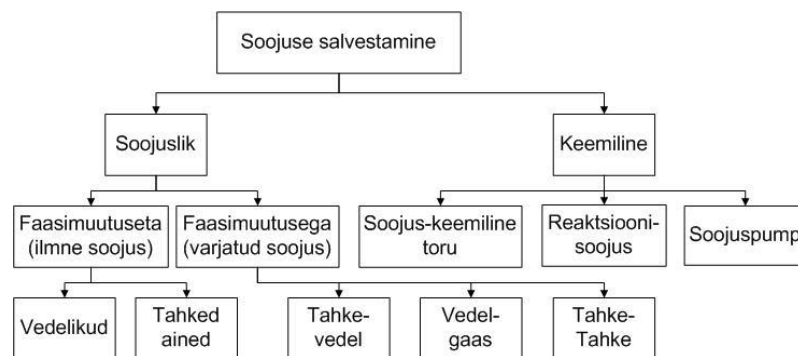 Soojuse salvestamine
Soojuslik
Keemiline
Faasimuutuseta
(ilmne soojus)
Faasimuutusega
(varjatud soojus)
Soojus-keemiline
toru
Reaktsiooni-
soojus
Soojuspump
Vedelikud
Tahked
ained
Tahke-
vedel
Vedel-
gaas
Tahke-
Tahke